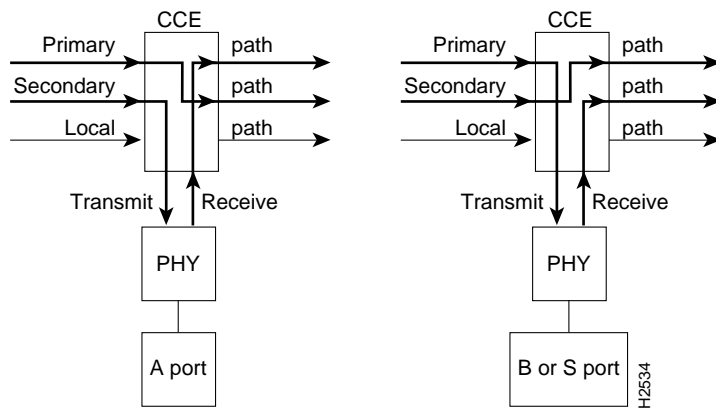 CCE
Primary
path
Secondary
path
Local
path
Transmit
Receive
PHY
A port
CCE
Primary
path
Secondary
path
Local
path
Transmit
Receive
PHY
B or S port
H2534